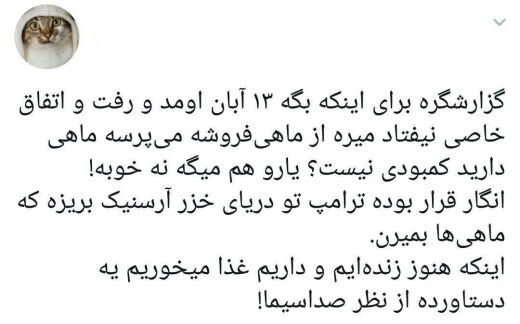 گزارشگره برای اینکه بگه ۱۳ آبان اومد و رفت و اتفاق
خاصی نیفتاد میره از ماهی‌فروشه می‌پرسه ماهی
دارید کمبودی نیست؟ یارو هم میگه نه خوبه!
انگار قرار بوده ترامپ تو دریای خزر آرسنیک بریزه که
ماهی‌ها بمیرن.
اینکه هنوز زنده‌ایم و داریم غذا میخوریم یه
دستاورده از نظر صداسیما!